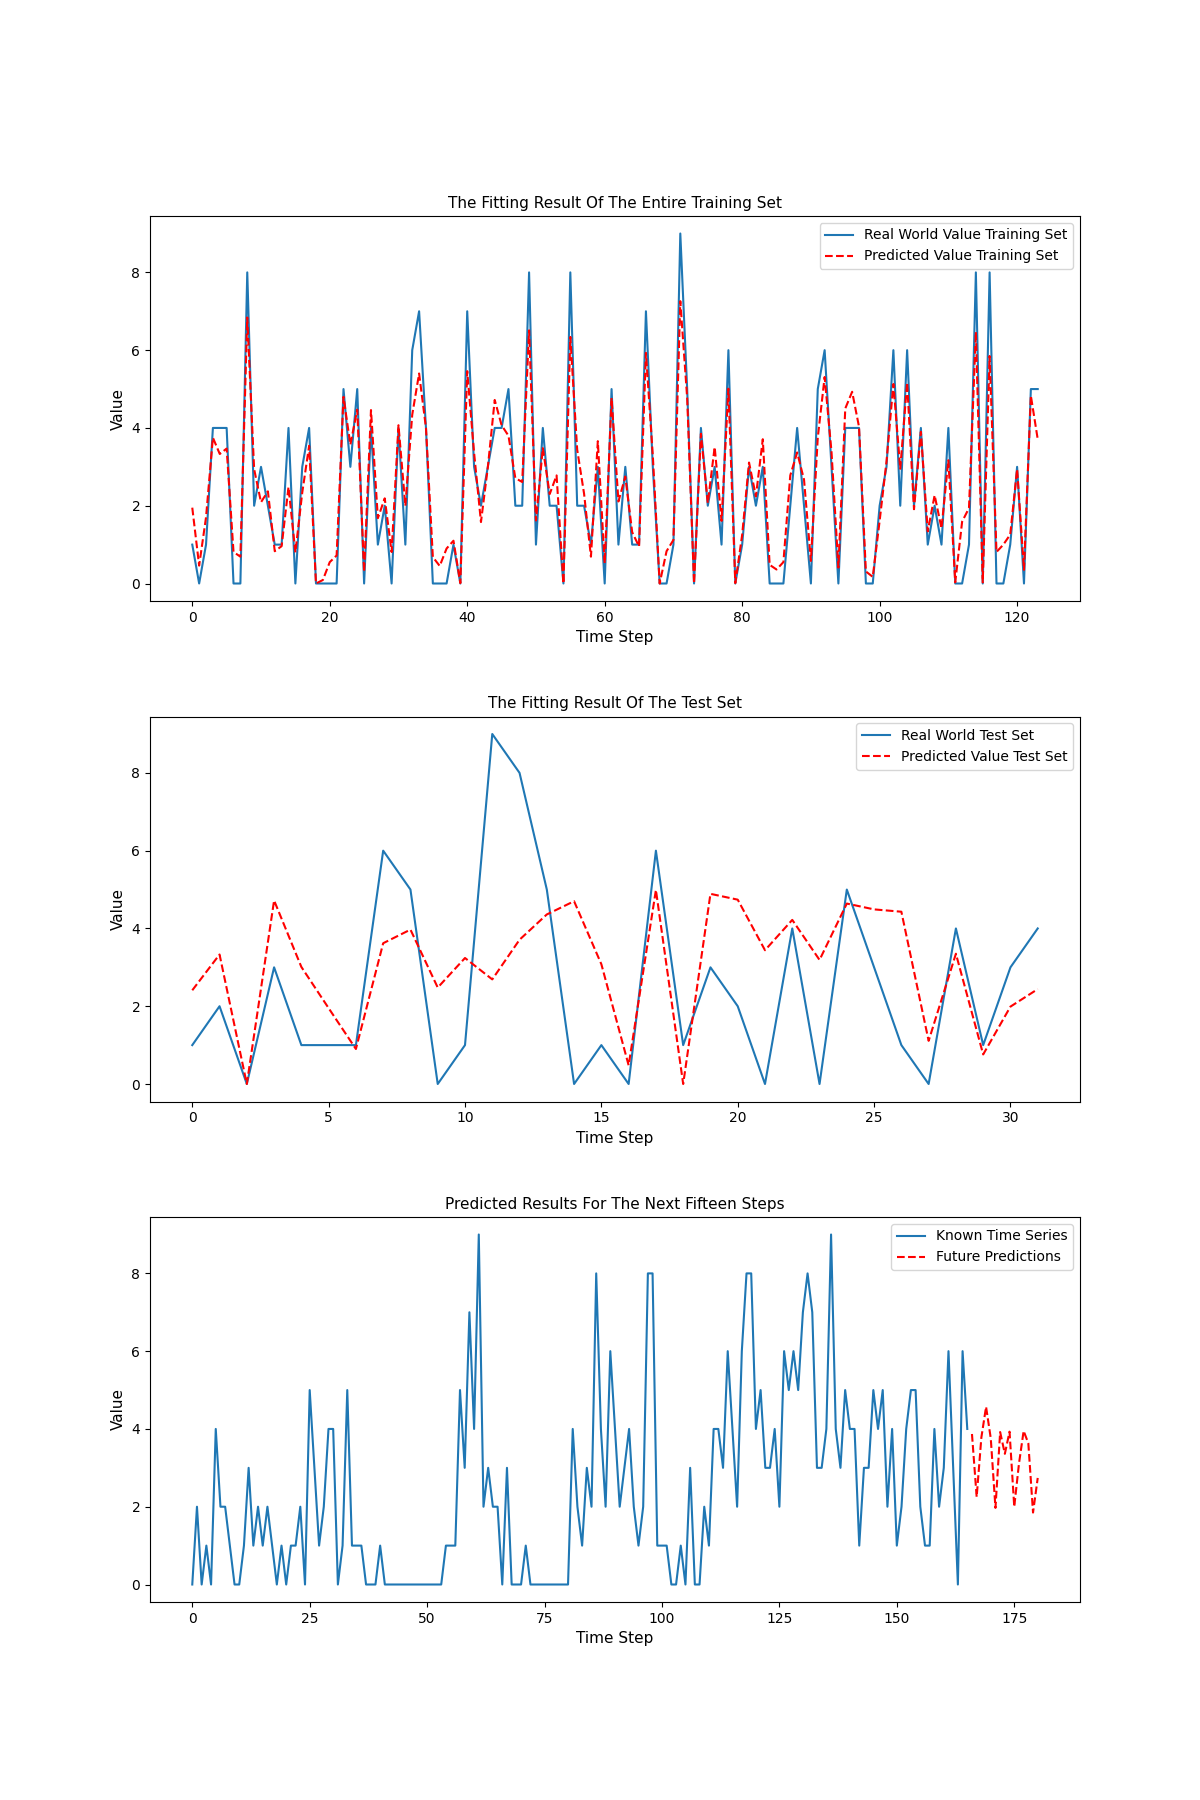 The Fitting Result Of The Entire Training Set
Real World Value Training Set
Predicted Value Training Set
Value
8
6
4
2
0
0 20 40 60 80 100 120
Time Step
The Fitting Result Of The Test Set
Real World Test Set
Predicted Value Test Set
Value
8
6
4
2
0
0 5 10 15 20 25 30
Time Step
Predicted Results For The Next Fifteen Steps
Known Time Series
Future Predictions
Value
8
6
4
2
0
0 25 50 75 100 125 150 175
Time Step